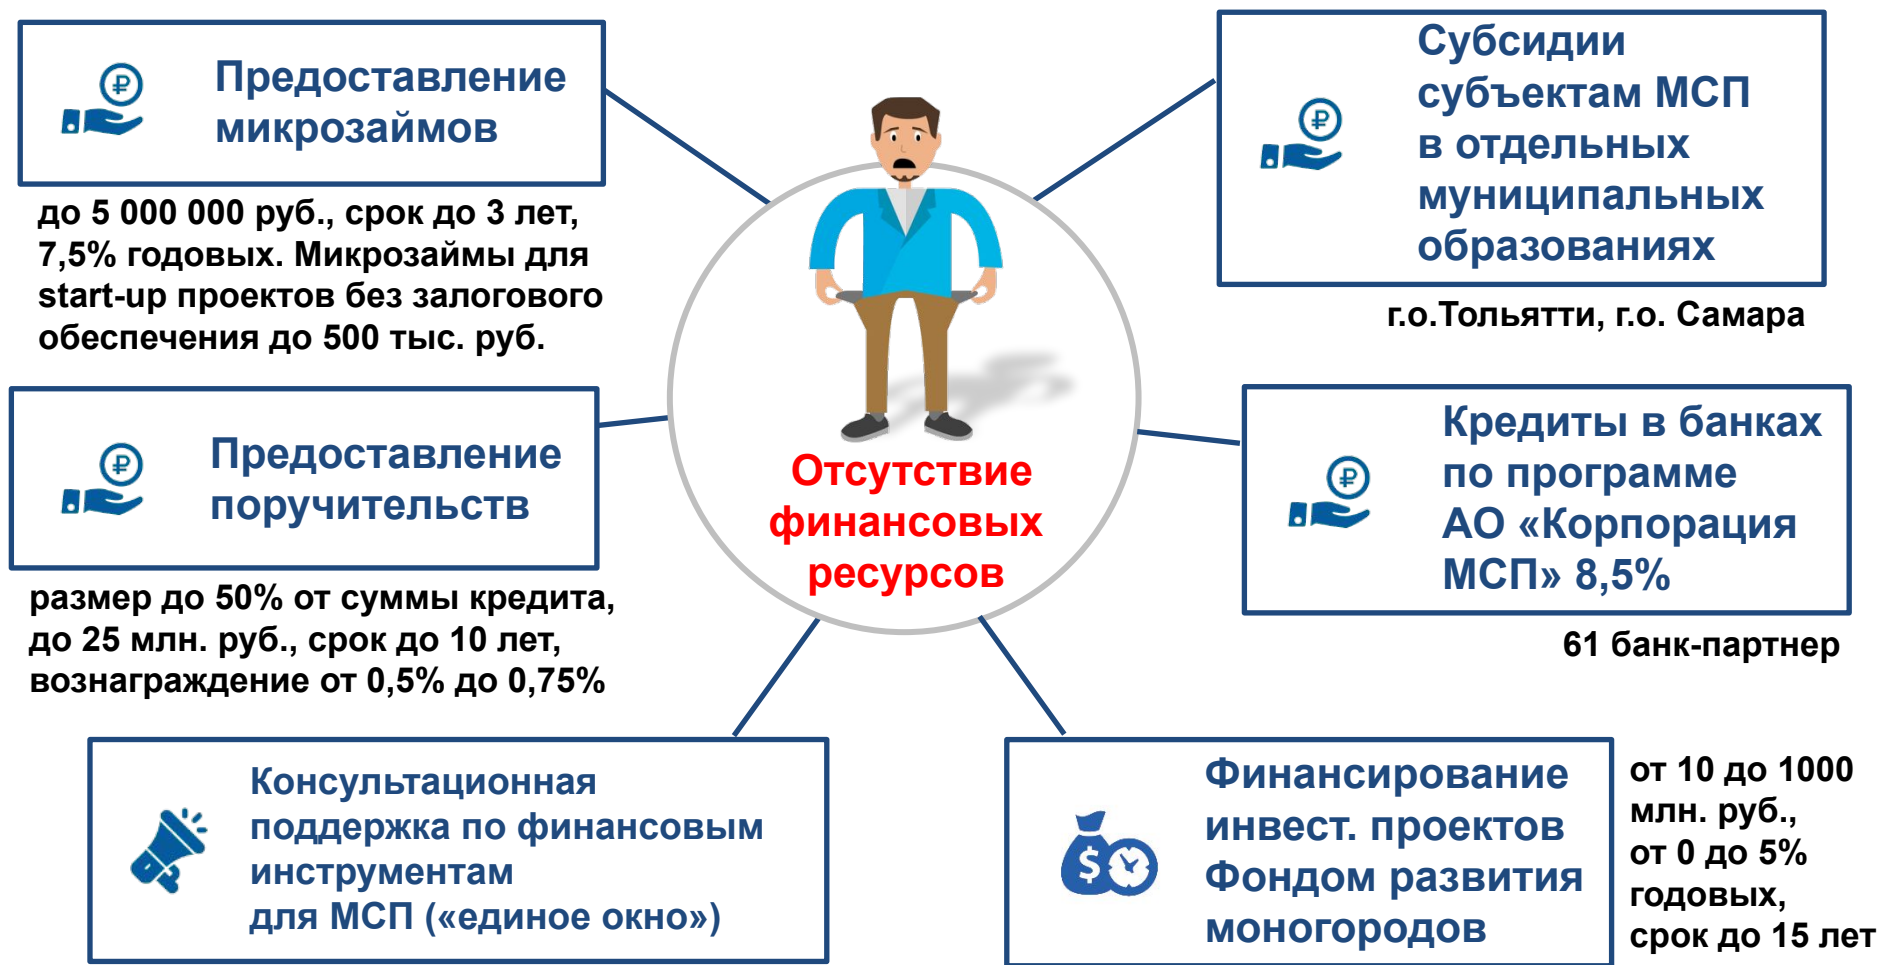 Предоставление
микрозаймов
до 5 000 000 руб., срок до 3 лет,
7,5% годовых. Микрозаймы для
start-up проектов без залогового
обеспечения до 500 тыс. руб.
Предоставление
поручительств
размер до 50% от суммы кредита,
до 25 млн. руб., срок до 10 лет,
вознаграждение от 0,5% до 0,75%
Консультационная
поддержка по финансовым
инструментам
для МСП («единое окно»)
Отсутствие
финансовых
ресурсов
Субсидии
субъектам МСП
в отдельных
муниципальных
образованиях
г.о.Тольятти, г.о. Самара
Кредиты в банках
по программе
АО «Корпорация
МСП» 8,5%
61 банк-партнер
Финансирование
инвест. проектов
Фондом развития
моногородов
от 10 до 1000
млн. руб.,
от 0 до 5%
годовых,
срок до 15 лет